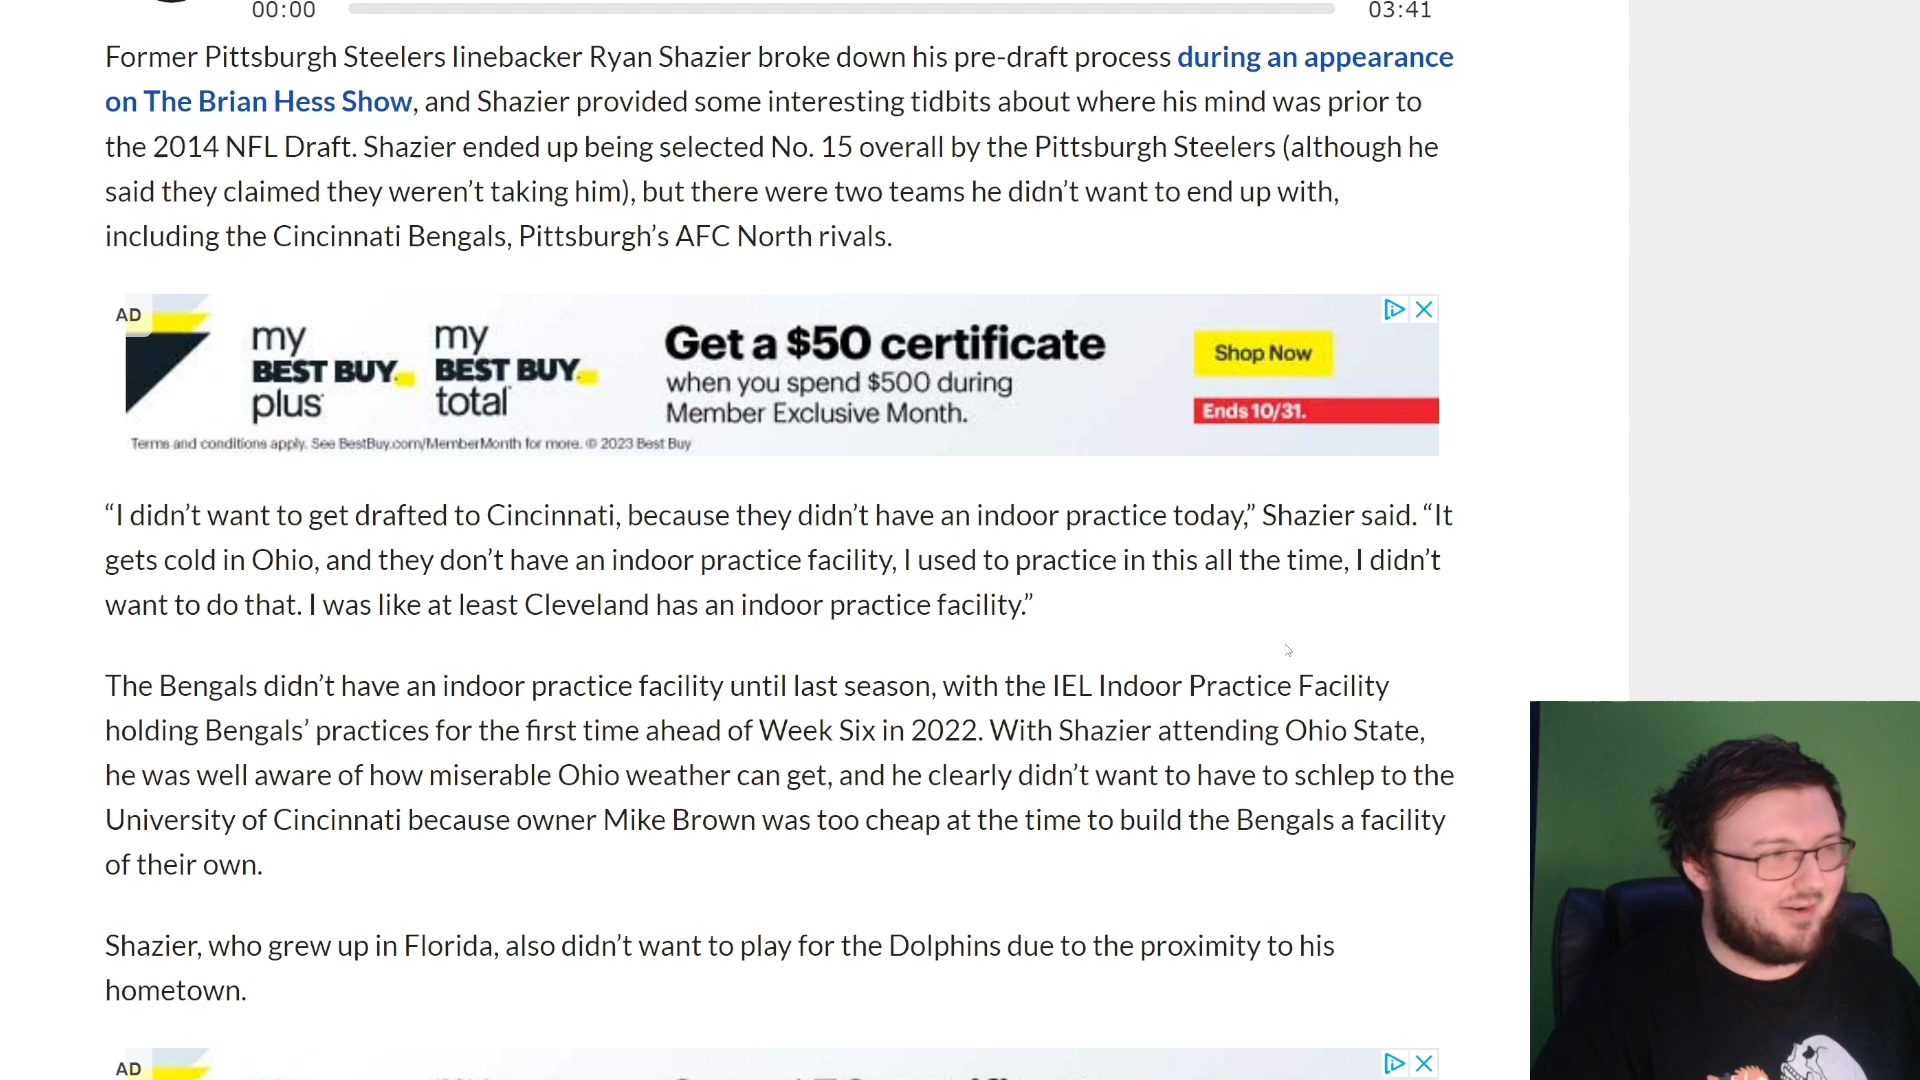 00:00
03:41
Former Pittsburgh Steelers linebacker Ryan Shazier broke down his pre-draft process during an appearance
on The Brian Hess Show, and Shazier provided some interesting tidbits about where his mind was prior to
the 2014 NFL Draft. Shazier ended up being selected No. 15 overall by the Pittsburgh Steelers (although he
said they claimed they weren’t taking him), but there were two teams he didn’t want to end up with,
including the Cincinnati Bengals, Pittsburgh’s AFC North rivals.
AD
my
BEST BUY
plus
my
BEST BUY
total
Get a $50 certificate
when you spend $500 during
Member Exclusive Month.
Shop Now
Ends 10/31.
Terms and conditions apply. See BestBuy.com/MemberMonth for more. © 2023 Best Buy
“I didn’t want to get drafted to Cincinnati, because they didn’t have an indoor practice today,” Shazier said. “It
gets cold in Ohio, and they don’t have an indoor practice facility, I used to practice in this all the time, I didn’t
want to do that. I was like at least Cleveland has an indoor practice facility.”
The Bengals didn’t have an indoor practice facility until last season, with the IEL Indoor Practice Facility
holding Bengals’ practices for the first time ahead of Week Six in 2022. With Shazier attending Ohio State,
he was well aware of how miserable Ohio weather can get, and he clearly didn’t want to have to schlep to the
University of Cincinnati because owner Mike Brown was too cheap at the time to build the Bengals a facility
of their own.
Shazier, who grew up in Florida, also didn’t want to play for the Dolphins due to the proximity to his
hometown.
AD